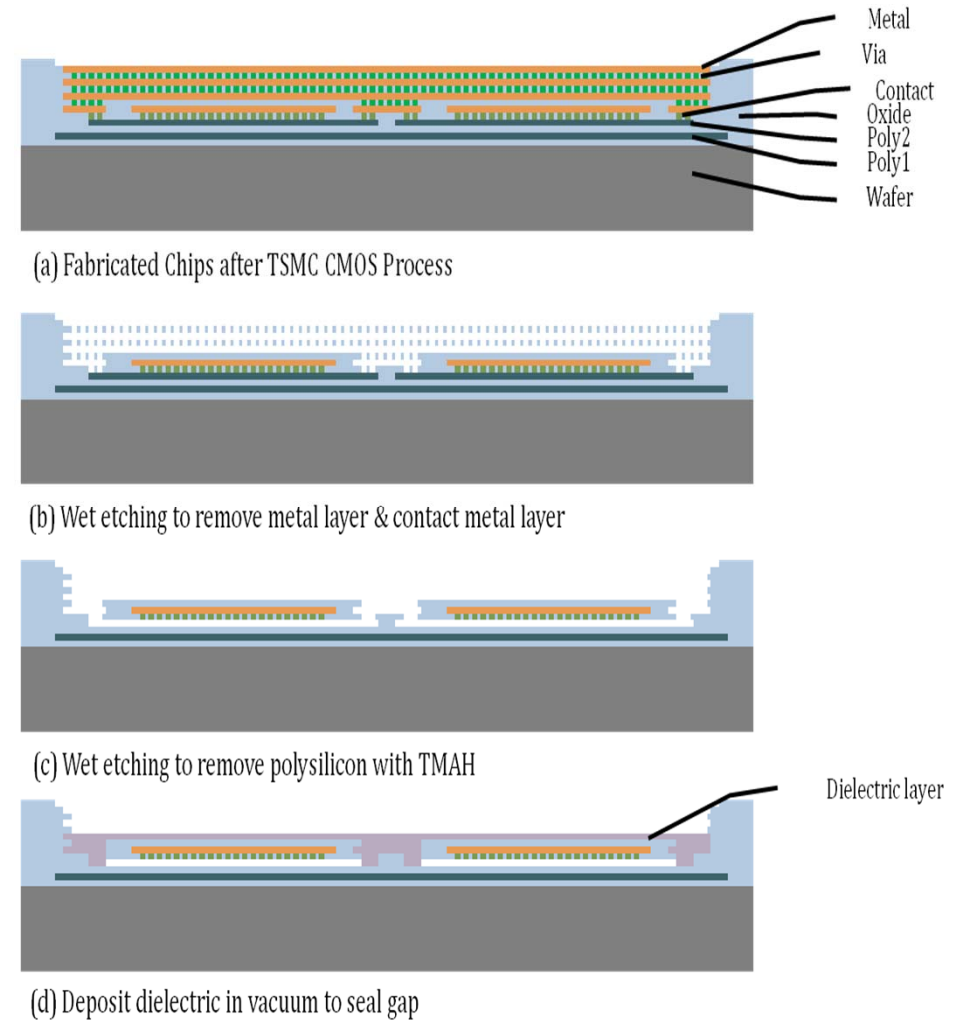 Metal
Via
Contact
Oxide
Poly2
Poly1
Wafer
(a) Fabricated Chips after TSMC CMOS Process
(b) Wet etching to remove metal layer & contact metal layer
(c) Wet etching to remove polysilicon with TMAH
Dielectric layer
(d) Deposit dielectric in vacuum to seal gap